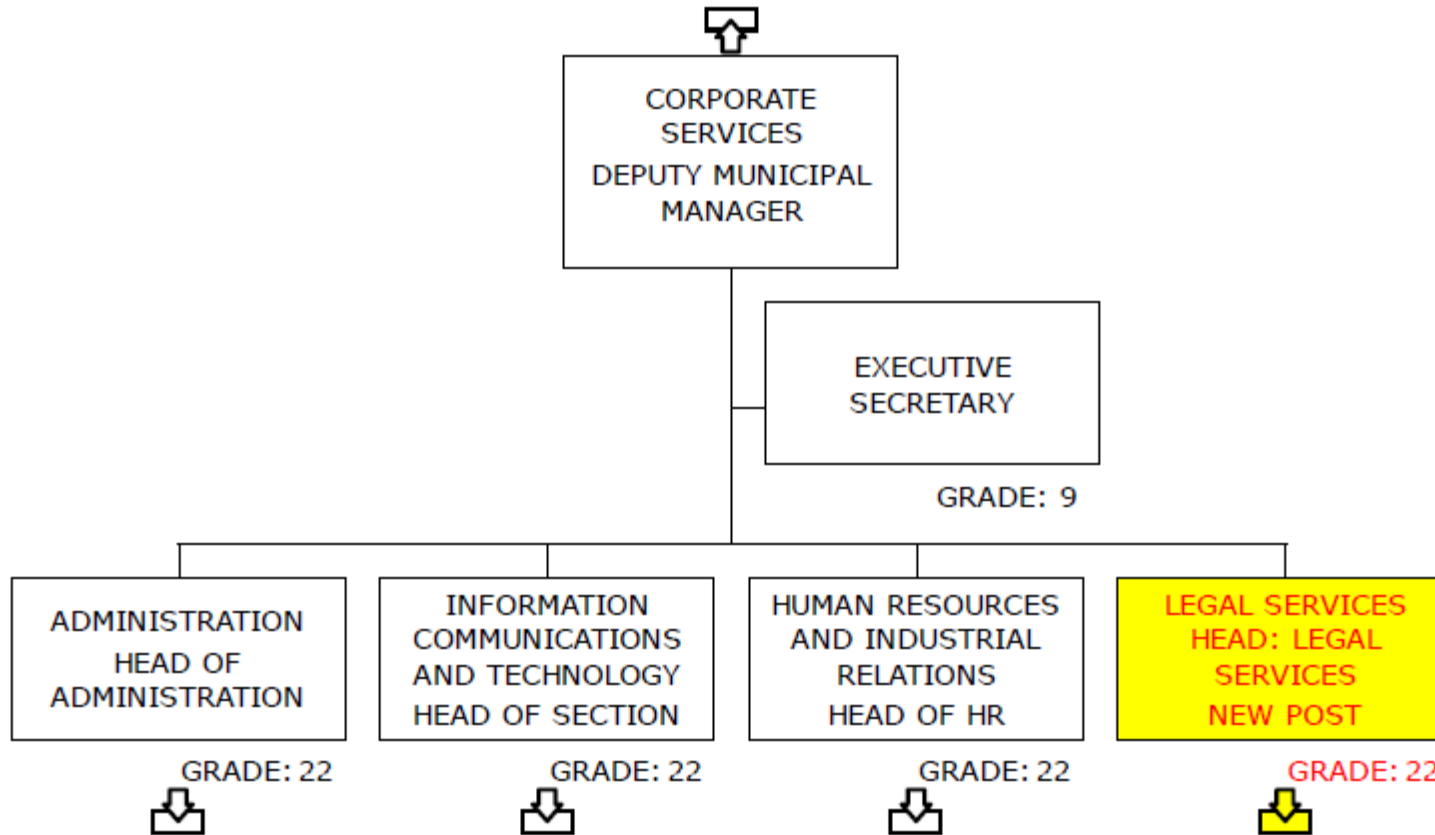 CORPORATE
SERVICES
DEPUTY MUNICIPAL
MANAGER
EXECUTIVE
SECRETARY
GRADE: 9
ADMINISTRATION
HEAD OF
ADMINISTRATION
GRADE: 22
INFORMATION
COMMUNICATIONS
AND TECHNOLOGY
HEAD OF SECTION
GRADE: 22
HUMAN RESOURCES
AND INDUSTRIAL
RELATIONS
HEAD OF HR
GRADE: 22
LEGAL SERVICES
HEAD: LEGAL
SERVICES
NEW POST
GRADE: 22